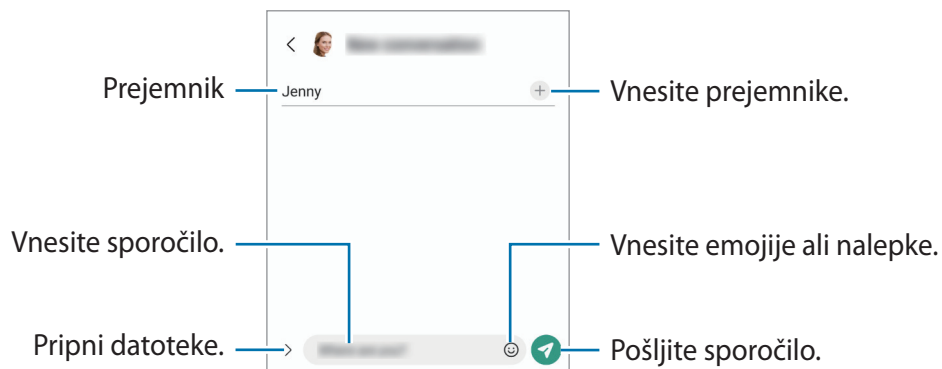 Prejemnik
Jenny
Vnesite prejemnike.
Vnesite sporočilo.
Vnesite emojije ali nalepke.
Pripni datoteke.
Pošljite sporočilo.